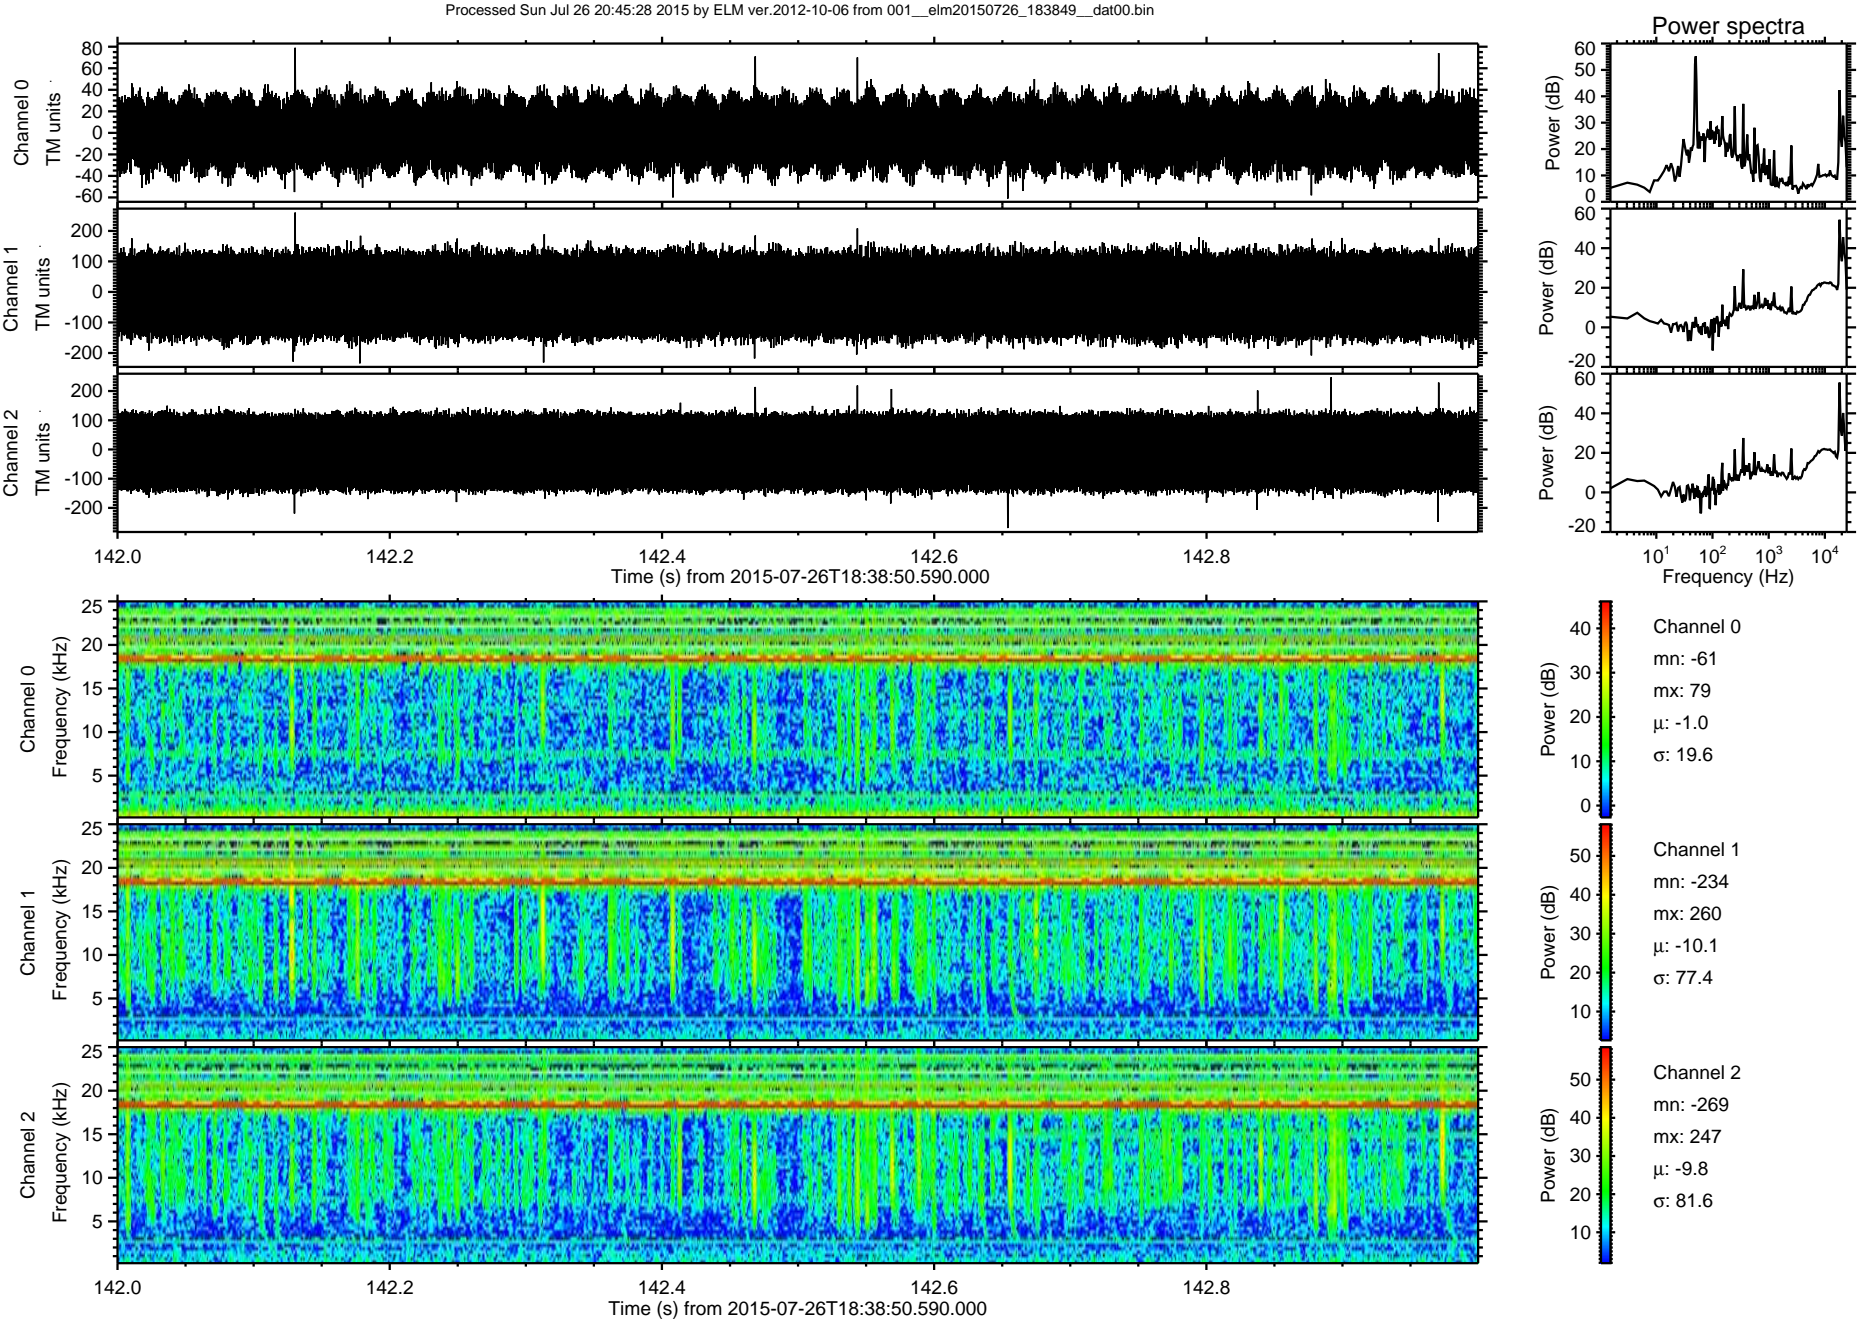 Processed Sun Jul 26 20:45:28 2015 by ELM ver.2012-10-06 from 001__elm20150726_183849__dat00.bin
Power spectra
Channel 0
TM units
80
60
40
20
0
-20
-40
-60
Power (dB)
60
50
40
30
20
10
0
Channel 1
TM units
200
100
0
-100
-200
Power (dB)
60
40
20
0
-20
Channel 2
TM units
200
100
0
-100
-200
Power (dB)
60
40
20
0
-20
142.0 142.2 142.4 142.6 142.8
Time (s) from 2015-07-26T18:38:50.590.000
10¹ 10² 10³ 10⁴
Frequency (Hz)
Channel 0
Frequency (kHz)
25
20
15
10
5
Power (dB)
40
30
20
10
0
Channel 0
mn: -61
mx: 79
μ: -1.0
σ: 19.6
Channel 1
Frequency (kHz)
25
20
15
10
5
Power (dB)
50
40
30
20
10
Channel 1
mn: -234
mx: 260
μ: -10.1
σ: 77.4
Channel 2
Frequency (kHz)
25
20
15
10
5
Power (dB)
50
40
30
20
10
Channel 2
mn: -269
mx: 247
μ: -9.8
σ: 81.6
142.0 142.2 142.4 142.6 142.8
Time (s) from 2015-07-26T18:38:50.590.000